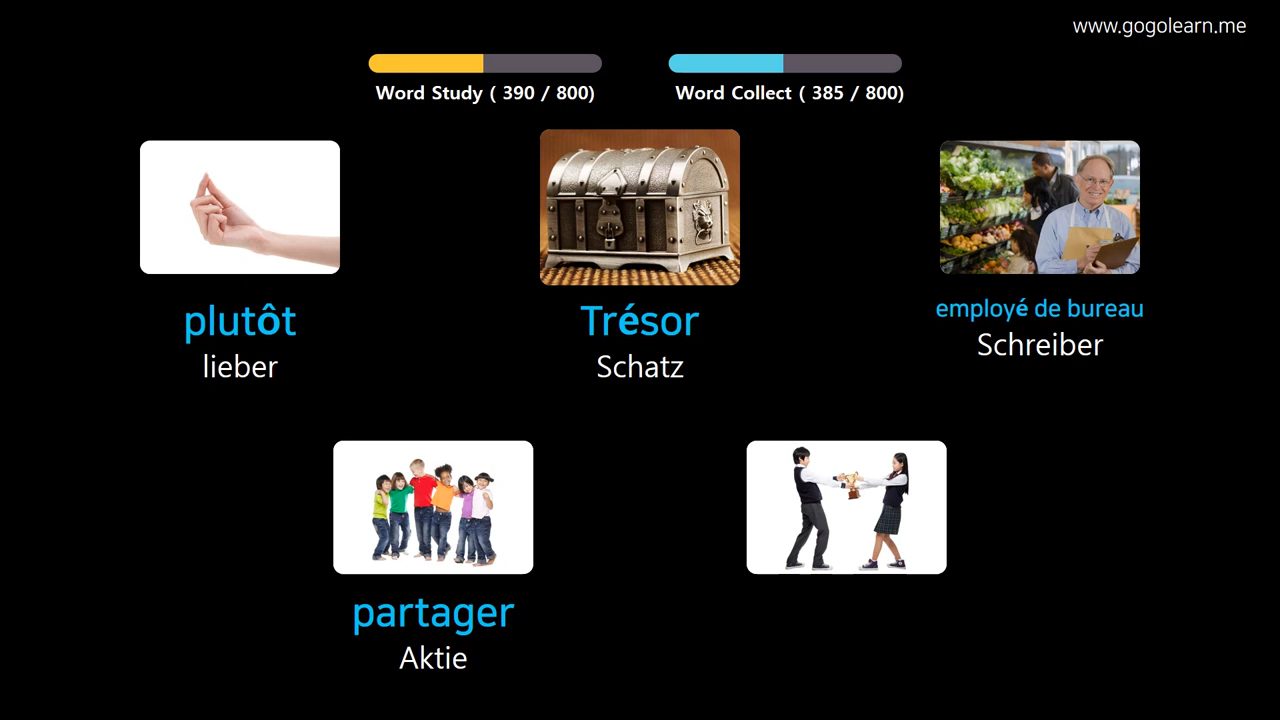 www.gogolearn.me
Word Study ( 390 / 800)
Word Collect ( 385 / 800)
plutôt
lieber
Trésor
Schatz
employé de bureau
Schreiber
partager
Aktie